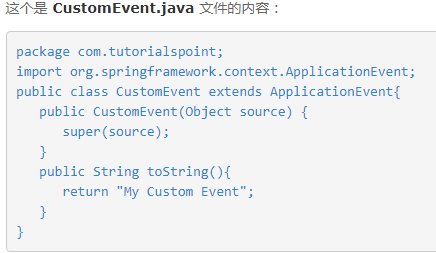 这个是 CustomEvent.java 文件的内容：
package com.tutorialspoint;
import org.springframework.context.ApplicationEvent;
public class CustomEvent extends ApplicationEvent{
   public CustomEvent(Object source) {
      super(source);
   }
   public String toString(){
      return "My Custom Event";
   }
}